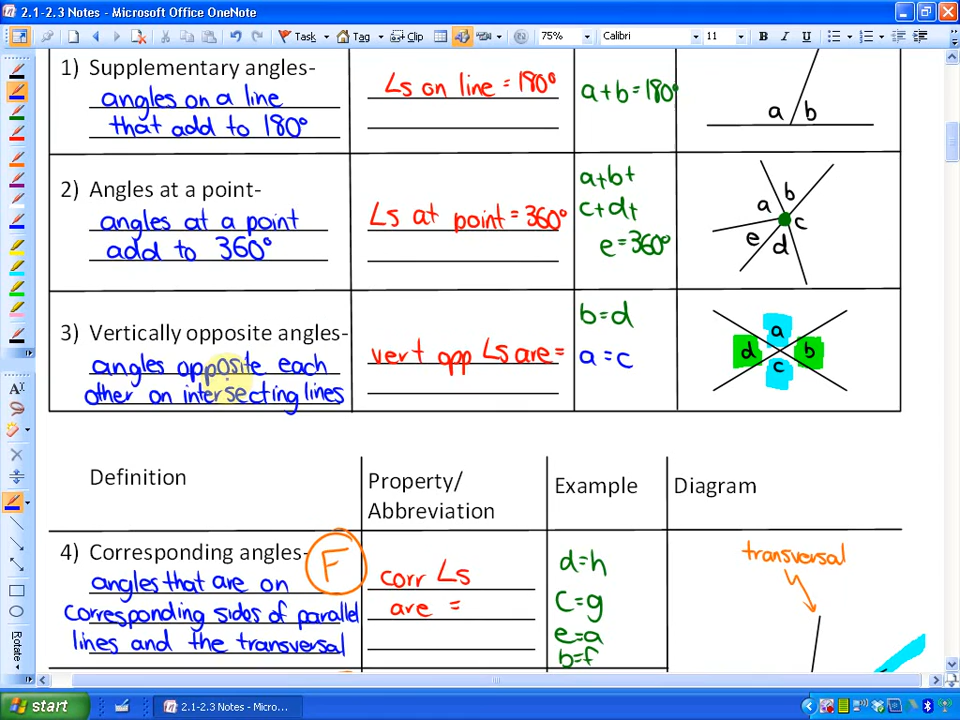 2.1-2.3 Notes - Microsoft Office OneNote
Task Tag Clip 75% Calibri 11 B I U
1) Supplementary angles-
angles on a line
that add to 180°
∠s on line = 180°
a+b=180°
a b
2) Angles at a point-
angles at a point
add to 360°
∠s at point = 360°
a+b+
c+d+
e=360°
a b
c
e d
3) Vertically opposite angles-
angles opposite each
other on intersecting lines
vert opp ∠s are =
b=d
a=c
a
d b
c
Definition
Property/
Abbreviation
Example
Diagram
4) Corresponding angles-
F
angles that are on
corresponding sides of parallel
lines and the transversal
corr ∠s
are =
d=h
c=g
e=a
b=f
transversal
Rotate
start
2.1-2.3 Notes - Micro...